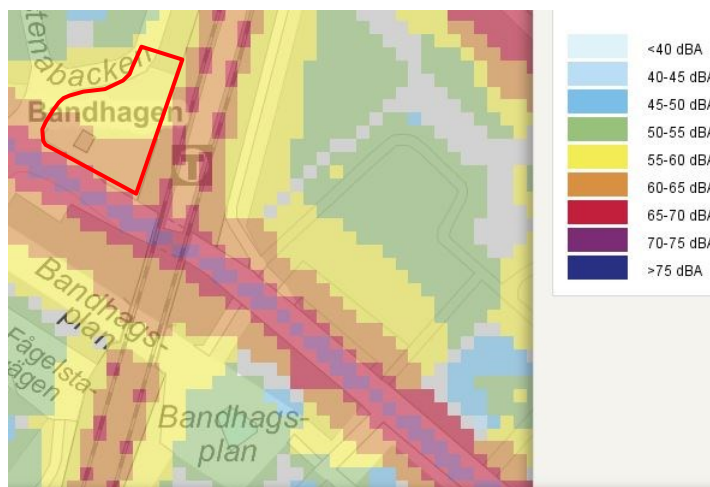 tenabacken
Bandhagen
T
Bandhags-
plan
Fågelsta-
ägen
Bandhags-
plan
<40 dBA
40-45 dBA
45-50 dBA
50-55 dBA
55-60 dBA
60-65 dBA
65-70 dBA
70-75 dBA
>75 dBA